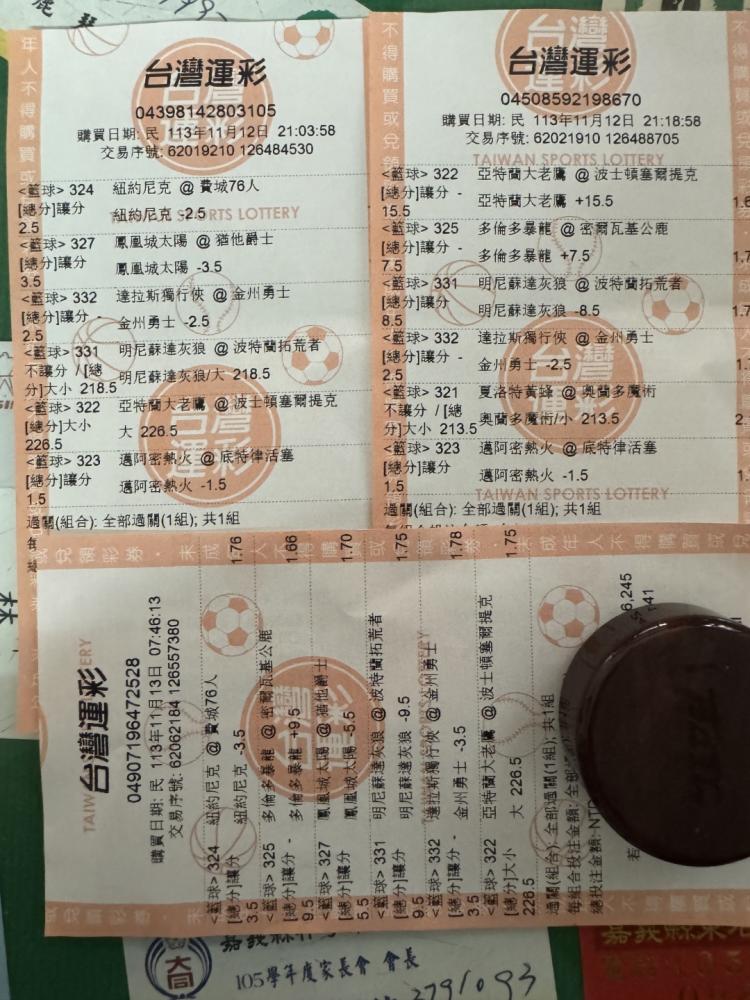 台灣運彩
04398142803105
購買日期: 民 113年11月12日 21:03:58
交易序號: 62019210 126484530
<籃球> 324 紐約尼克 @ 費城76人
[總分]讓分
2.5
紐約尼克 -2.5
<籃球> 327 鳳凰城太陽 @ 猶他爵士
[總分]讓分
3.5
鳳凰城太陽 -3.5
<籃球> 332 達拉斯獨行俠 @ 金州勇士
[總分]讓分 -
2.5
金州勇士 -2.5
<籃球> 331 明尼蘇達灰狼 @ 波特蘭拓荒者
不讓分 / [總
分]大小 218.5
明尼蘇達灰狼/大 218.5
<籃球> 322 亞特蘭大老鷹 @ 波士頓塞爾提克
[總分]大小
226.5
大 226.5
<籃球> 323 邁阿密熱火 @ 底特律活塞
[總分]讓分
1.5
邁阿密熱火 -1.5
過關(組合): 全部過關(1組); 共1組
台灣運彩
04508592198670
購買日期: 民 113年11月12日 21:18:58
交易序號: 62021910 126488705
TAIWAN SPORTS LOTTERY
<籃球> 322 亞特蘭大老鷹 @ 波士頓塞爾提克
[總分]讓分 -
15.5
亞特蘭大老鷹 +15.5
<籃球> 325 多倫多暴龍 @ 密爾瓦基公鹿
[總分]讓分 -
7.5
多倫多暴龍 +7.5
<籃球> 331 明尼蘇達灰狼 @ 波特蘭拓荒者
[總分]讓分
8.5
明尼蘇達灰狼 -8.5
<籃球> 332 達拉斯獨行俠 @ 金州勇士
[總分]讓分 -
2.5
金州勇士 -2.5
<籃球> 321 夏洛特黃蜂 @ 奧蘭多魔術
不讓分 / [總
分]大小 213.5
奧蘭多魔術/小 213.5
<籃球> 323 邁阿密熱火 @ 底特律活塞
[總分]讓分
1.5
邁阿密熱火 -1.5
TAIWAN SPORTS LOTTERY
過關(組合): 全部過關(1組); 共1組
台灣運彩
04907196472528
購買日期: 民 113年11月13日 07:46:13
交易序號: 62062184 126557380
<籃球> 324 紐約尼克 @ 費城76人 1.76
[總分]讓分
3.5
紐約尼克 -3.5
<籃球> 325 多倫多暴龍 @ 密爾瓦基公鹿 1.66
[總分]讓分 -
9.5
多倫多暴龍 +9.5
<籃球> 327 鳳凰城太陽 @ 猶他爵士 1.70
[總分]讓分
5.5
鳳凰城太陽 -5.5
<籃球> 331 明尼蘇達灰狼 @ 波特蘭拓荒者 1.75
[總分]讓分
9.5
明尼蘇達灰狼 -9.5
<籃球> 332 達拉斯獨行俠 @ 金州勇士 1.78
[總分]讓分 -
3.5
金州勇士 -3.5
<籃球> 322 亞特蘭大老鷹 @ 波士頓塞爾提克 1.75
[總分]大小
226.5
大 226.5
過關(組合): 全部過關(1組); 共1組
每組合投注金額:
總投注金額: NT
6,245
大同
105學年度家長會 會長
3791093